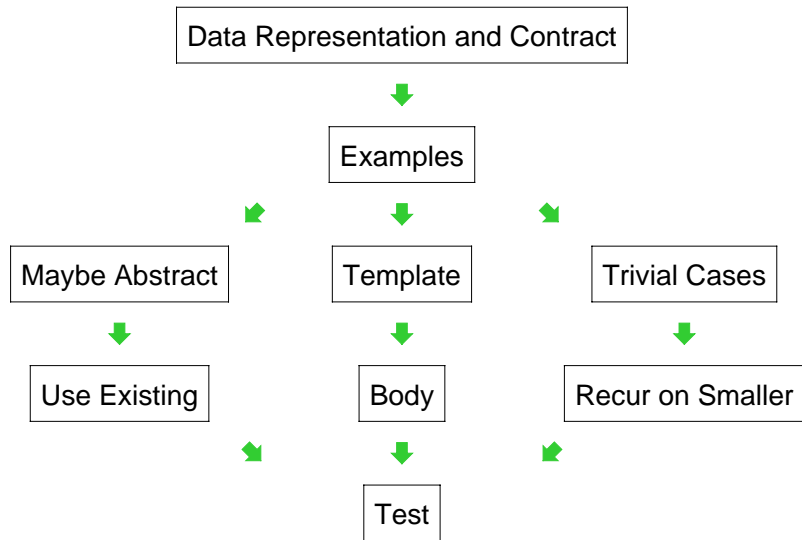 Data Representation and Contract
Examples
Maybe Abstract
Template
Trivial Cases
Use Existing
Body
Recur on Smaller
Test